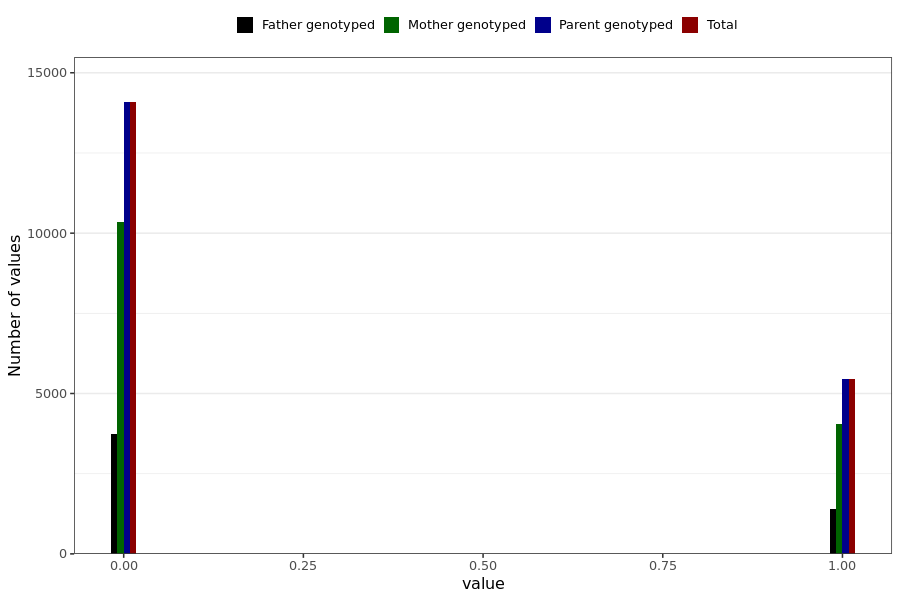 Father genotyped Mother genotyped Parent genotyped Total
Number of values
15000
10000
5000
0
0.00 0.25 0.50 0.75 1.00
value